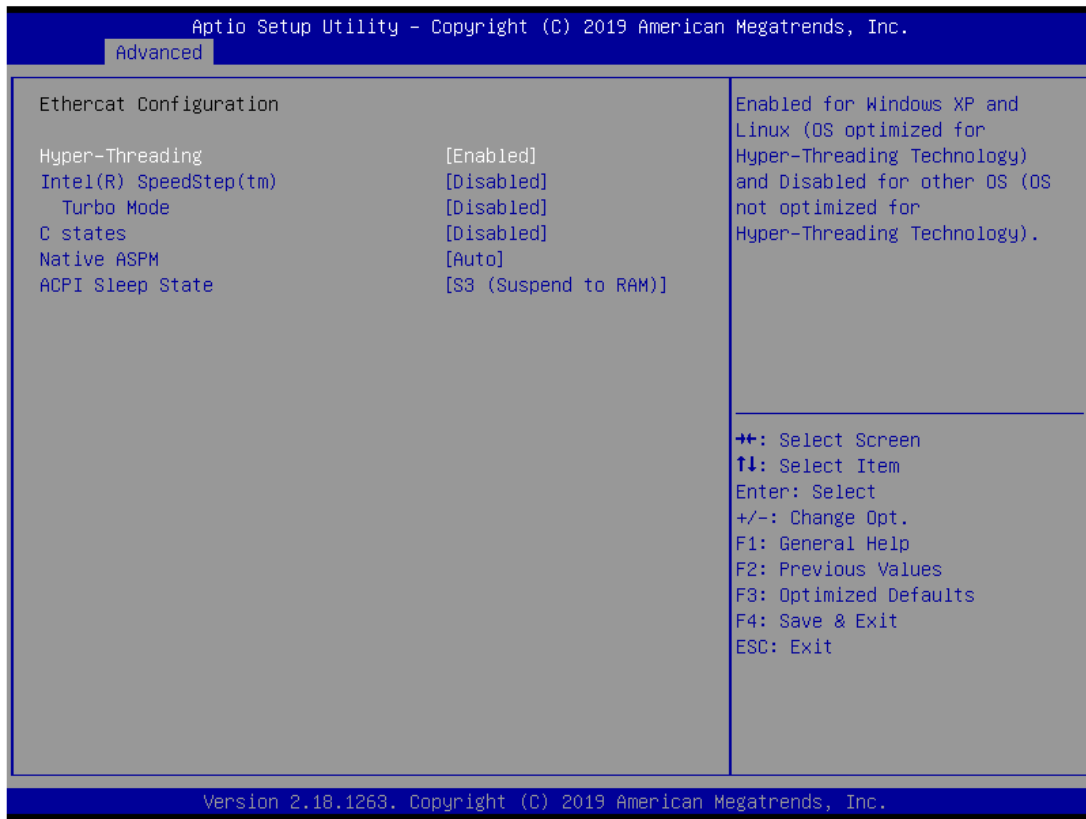 Aptio Setup Utility – Copyright (C) 2019 American Megatrends, Inc.
Advanced
Ethercat Configuration
Hyper-Threading [Enabled]
Intel(R) SpeedStep(tm) [Disabled]
Turbo Mode [Disabled]
C states [Disabled]
Native ASPM [Auto]
ACPI Sleep State [S3 (Suspend to RAM)]
Enabled for Windows XP and
Linux (OS optimized for
Hyper-Threading Technology)
and Disabled for other OS (OS
not optimized for
Hyper-Threading Technology).
→←: Select Screen
↑↓: Select Item
Enter: Select
+/-: Change Opt.
F1: General Help
F2: Previous Values
F3: Optimized Defaults
F4: Save & Exit
ESC: Exit
Version 2.18.1263. Copyright (C) 2019 American Megatrends, Inc.